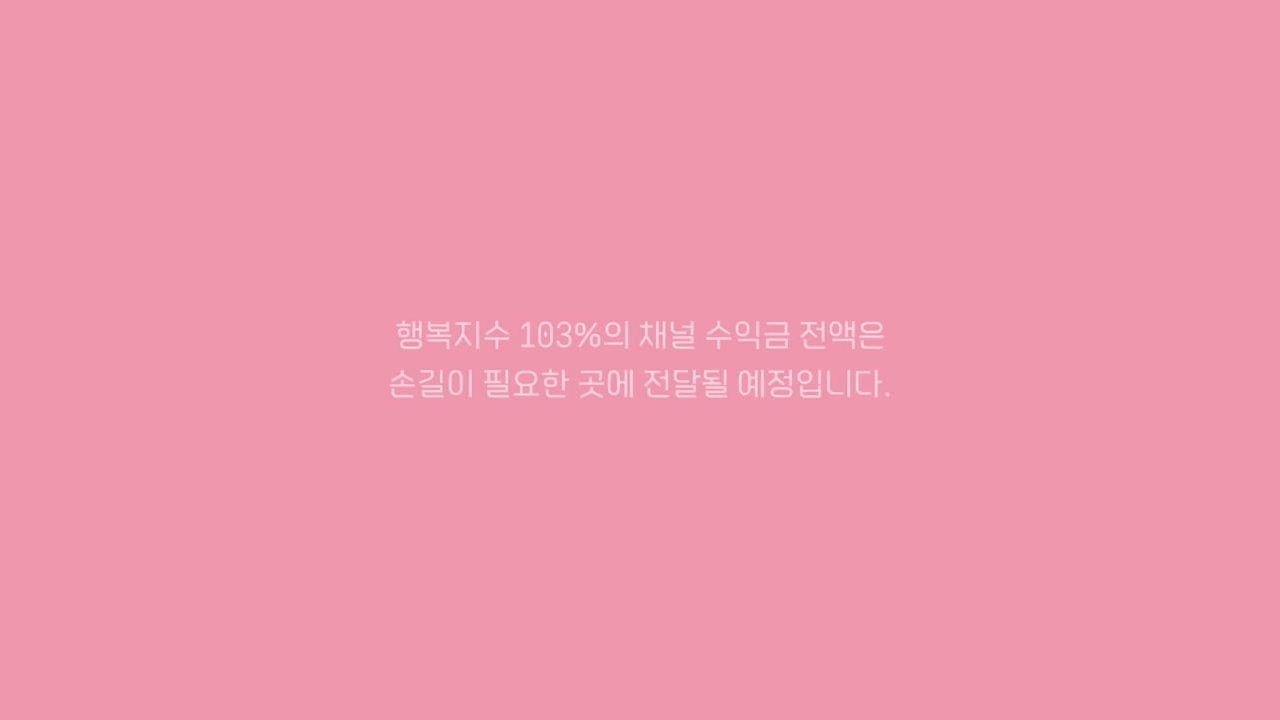 행복지수 103%의 채널 수익금 전액은
손길이 필요한 곳에 전달될 예정입니다.